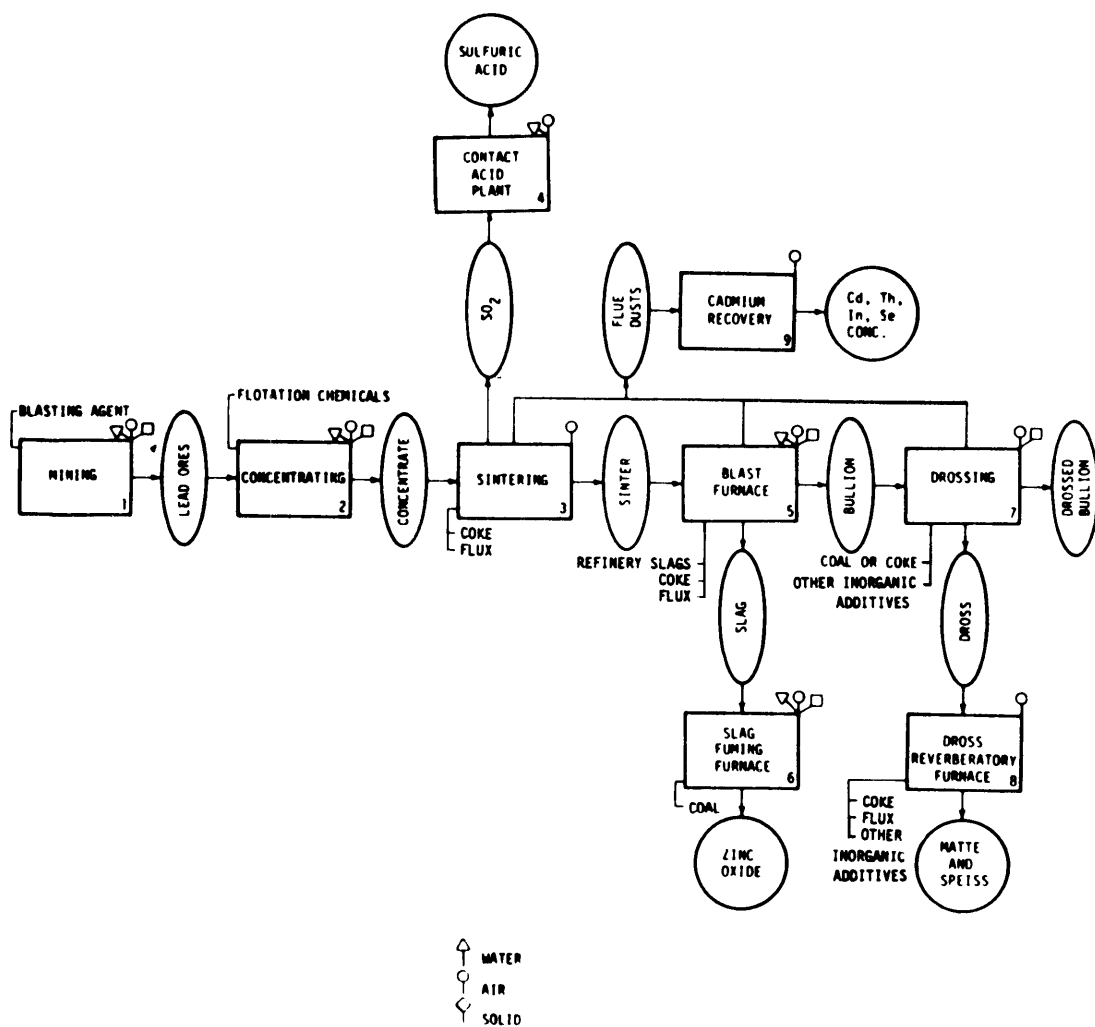 SULFURIC
ACID
CONTACT
ACID
PLANT
4
SO2
FLUE
DUSTS
CADMIUM
RECOVERY
9
Cd, Th,
In, Se
CONC.
BLASTING AGENT
MINING
1
LEAD ORES
FLOTATION CHEMICALS
CONCENTRATING
2
CONCENTRATE
SINTERING
3
COKE
FLUX
SINTER
BLAST
FURNACE
5
REFINERY SLAGS
COKE
FLUX
BULLION
DROSSING
7
COAL OR COKE
OTHER INORGANIC
ADDITIVES
DROSSED
BULLION
SLAG
DROSS
SLAG
FUMING
FURNACE
6
COAL
ZINC
OXIDE
DROSS
REVERBERATORY
FURNACE
8
COKE
FLUX
OTHER
INORGANIC
ADDITIVES
MATTE
AND
SPEISS
WATER
AIR
SOLID